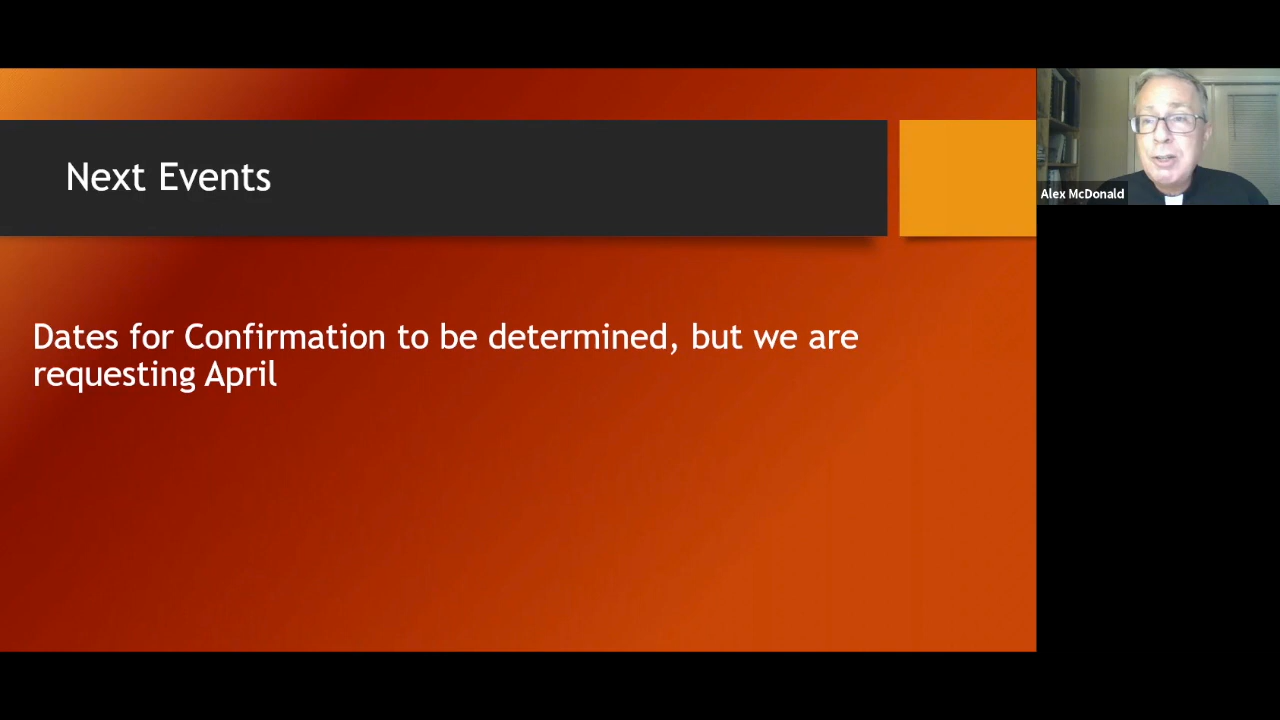 Next Events
Alex McDonald
Dates for Confirmation to be determined, but we are
requesting April